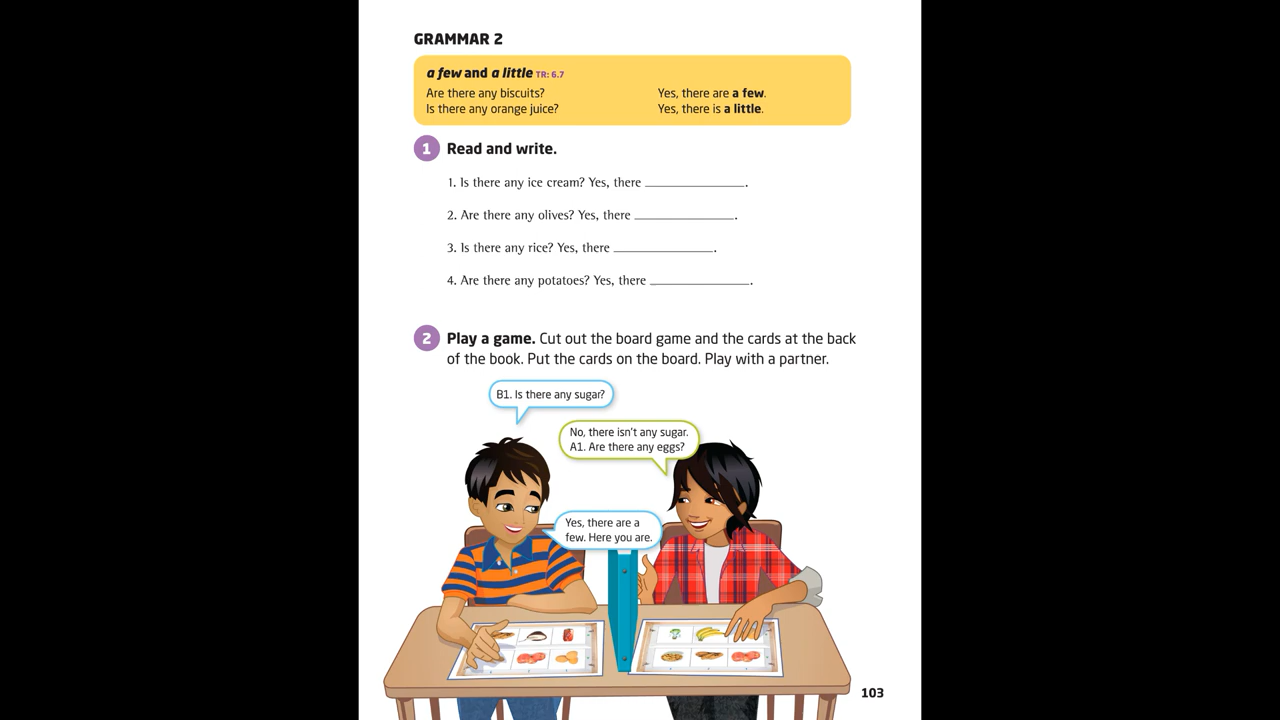 GRAMMAR 2
a few and a little TR: 6.7
Are there any biscuits? Yes, there are a few.
Is there any orange juice? Yes, there is a little.
1 Read and write.
1. Is there any ice cream? Yes, there ____________.
2. Are there any olives? Yes, there ____________.
3. Is there any rice? Yes, there ____________.
4. Are there any potatoes? Yes, there ____________.
2 Play a game. Cut out the board game and the cards at the back
of the book. Put the cards on the board. Play with a partner.
B1. Is there any sugar?
No, there isn't any sugar.
A1. Are there any eggs?
Yes, there are a
few. Here you are.
103